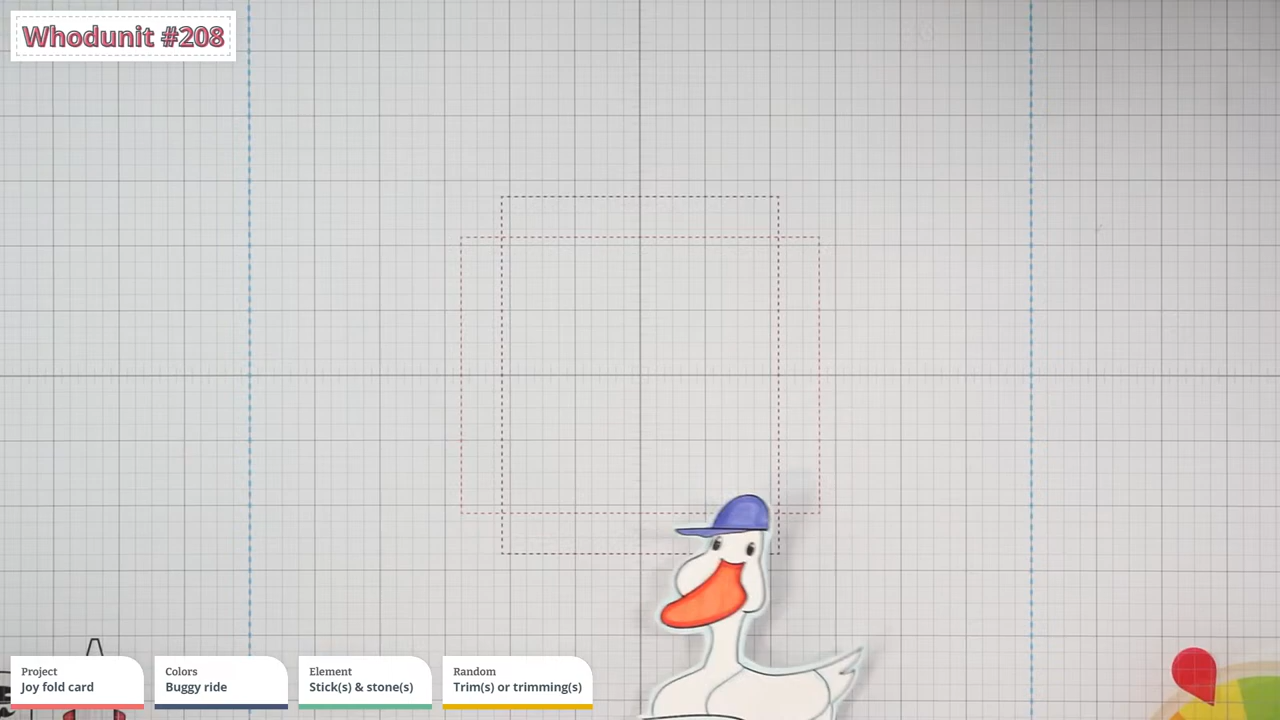 Whodunit #208
Project
Joy fold card
Colors
Buggy ride
Element
Stick(s) & stone(s)
Random
Trim(s) or trimming(s)